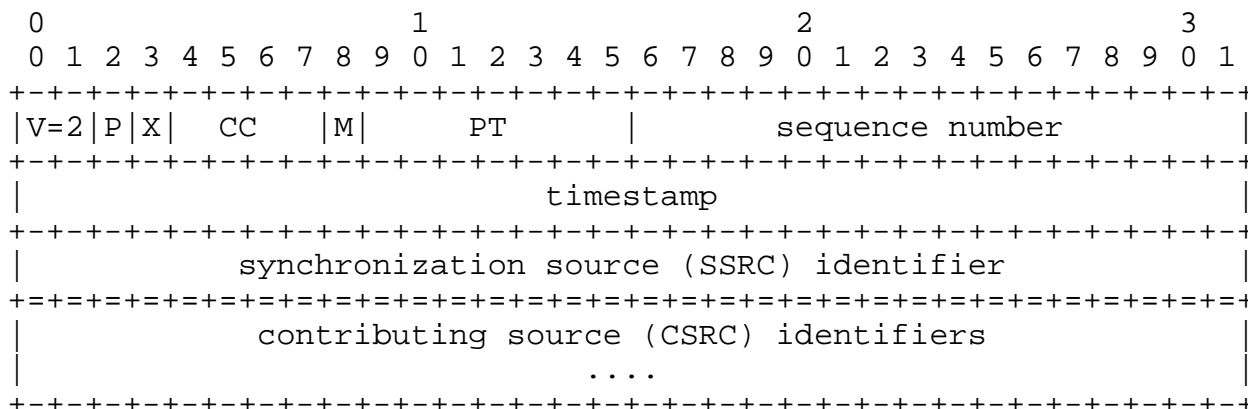 0                   1                   2                   3
 0 1 2 3 4 5 6 7 8 9 0 1 2 3 4 5 6 7 8 9 0 1 2 3 4 5 6 7 8 9 0 1
+-+-+-+-+-+-+-+-+-+-+-+-+-+-+-+-+-+-+-+-+-+-+-+-+-+-+-+-+-+-+-+-+
|V=2|P|X|  CC   |M|     PT      |       sequence number         |
+-+-+-+-+-+-+-+-+-+-+-+-+-+-+-+-+-+-+-+-+-+-+-+-+-+-+-+-+-+-+-+-+
|                           timestamp                           |
+-+-+-+-+-+-+-+-+-+-+-+-+-+-+-+-+-+-+-+-+-+-+-+-+-+-+-+-+-+-+-+-+
|           synchronization source (SSRC) identifier            |
+=+=+=+=+=+=+=+=+=+=+=+=+=+=+=+=+=+=+=+=+=+=+=+=+=+=+=+=+=+=+=+=+
|            contributing source (CSRC) identifiers             |
|                             ....                              |
+-+-+-+-+-+-+-+-+-+-+-+-+-+-+-+-+-+-+-+-+-+-+-+-+-+-+-+-+-+-+-+-+